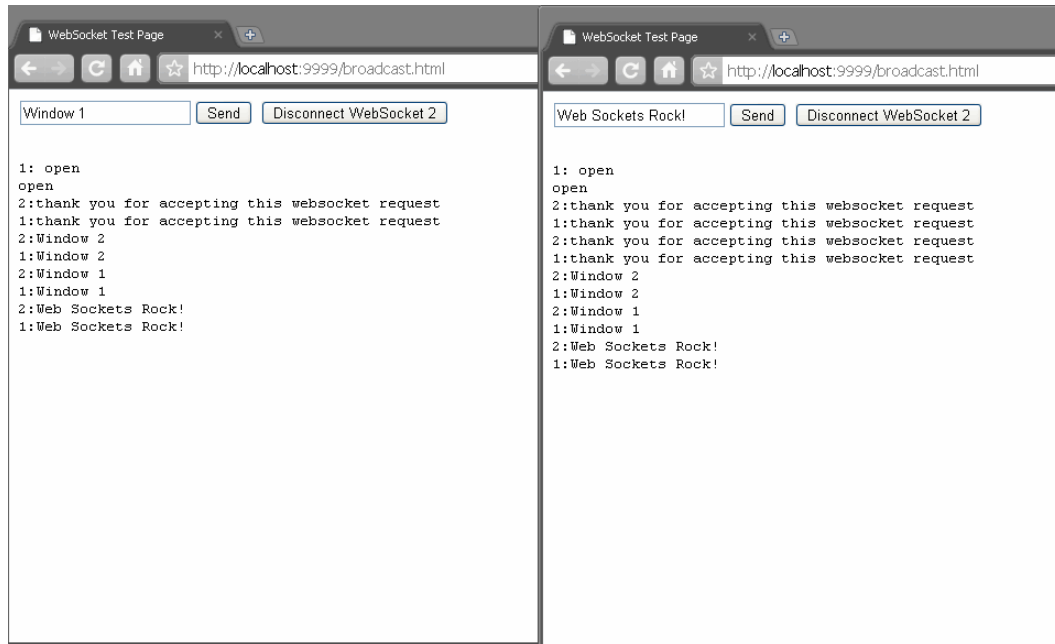 WebSocket Test Page
http://localhost:9999/broadcast.html
Window 1 Send Disconnect WebSocket 2
1: open
open
2:thank you for accepting this websocket request
1:thank you for accepting this websocket request
2:Window 2
1:Window 2
2:Window 1
1:Window 1
2:Web Sockets Rock!
1:Web Sockets Rock!
WebSocket Test Page
http://localhost:9999/broadcast.html
Web Sockets Rock! Send Disconnect WebSocket 2
1: open
open
2:thank you for accepting this websocket request
1:thank you for accepting this websocket request
2:thank you for accepting this websocket request
1:thank you for accepting this websocket request
2:Window 2
1:Window 2
2:Window 1
1:Window 1
2:Web Sockets Rock!
1:Web Sockets Rock!